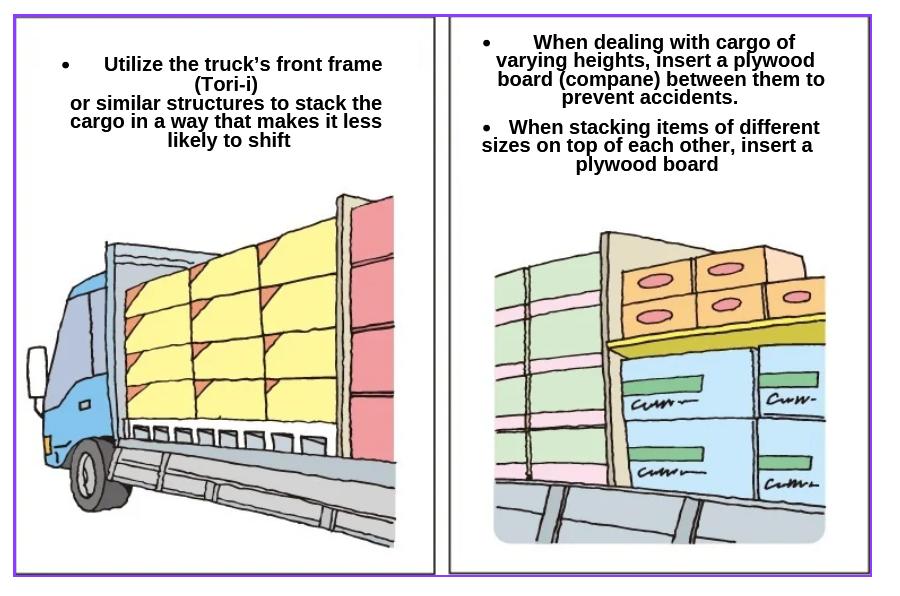 • Utilize the truck's front frame
(Tori-i)
or similar structures to stack the
cargo in a way that makes it less
likely to shift
• When dealing with cargo of
varying heights, insert a plywood
board (compane) between them to
prevent accidents.
• When stacking items of different
sizes on top of each other, insert a
plywood board